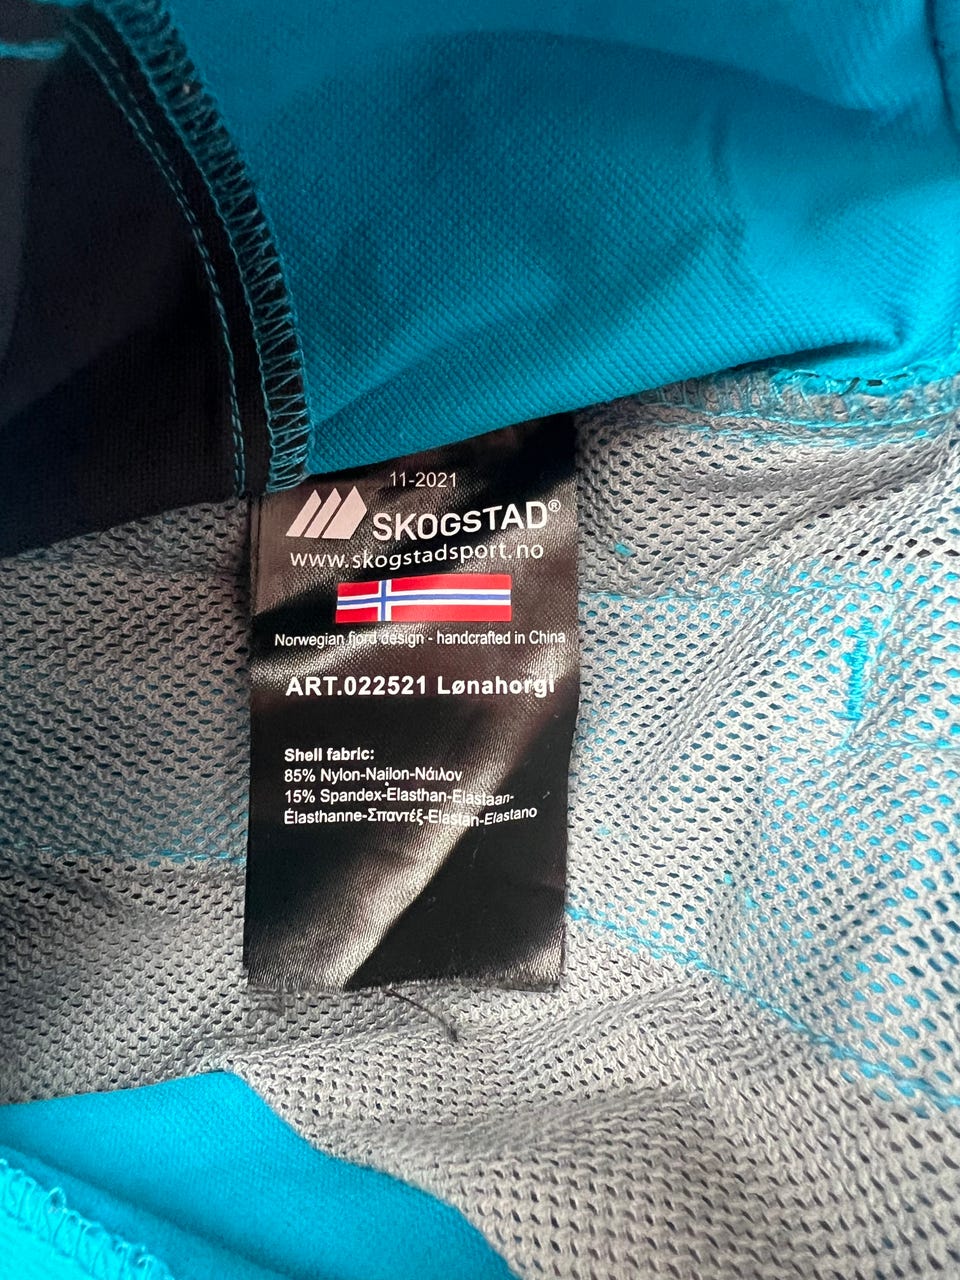 11-2021
SKOGSTAD®
www.skogstadsport.no
Norwegian fjord design - handcrafted in China
ART.022521 Lønahorgi
Shell fabric:
85% Nylon-Najlon-Νάιλον
15% Spandex-Elasthan-Elastaan-
Élasthanne-Σπαντέξ-Elastan-Elastano